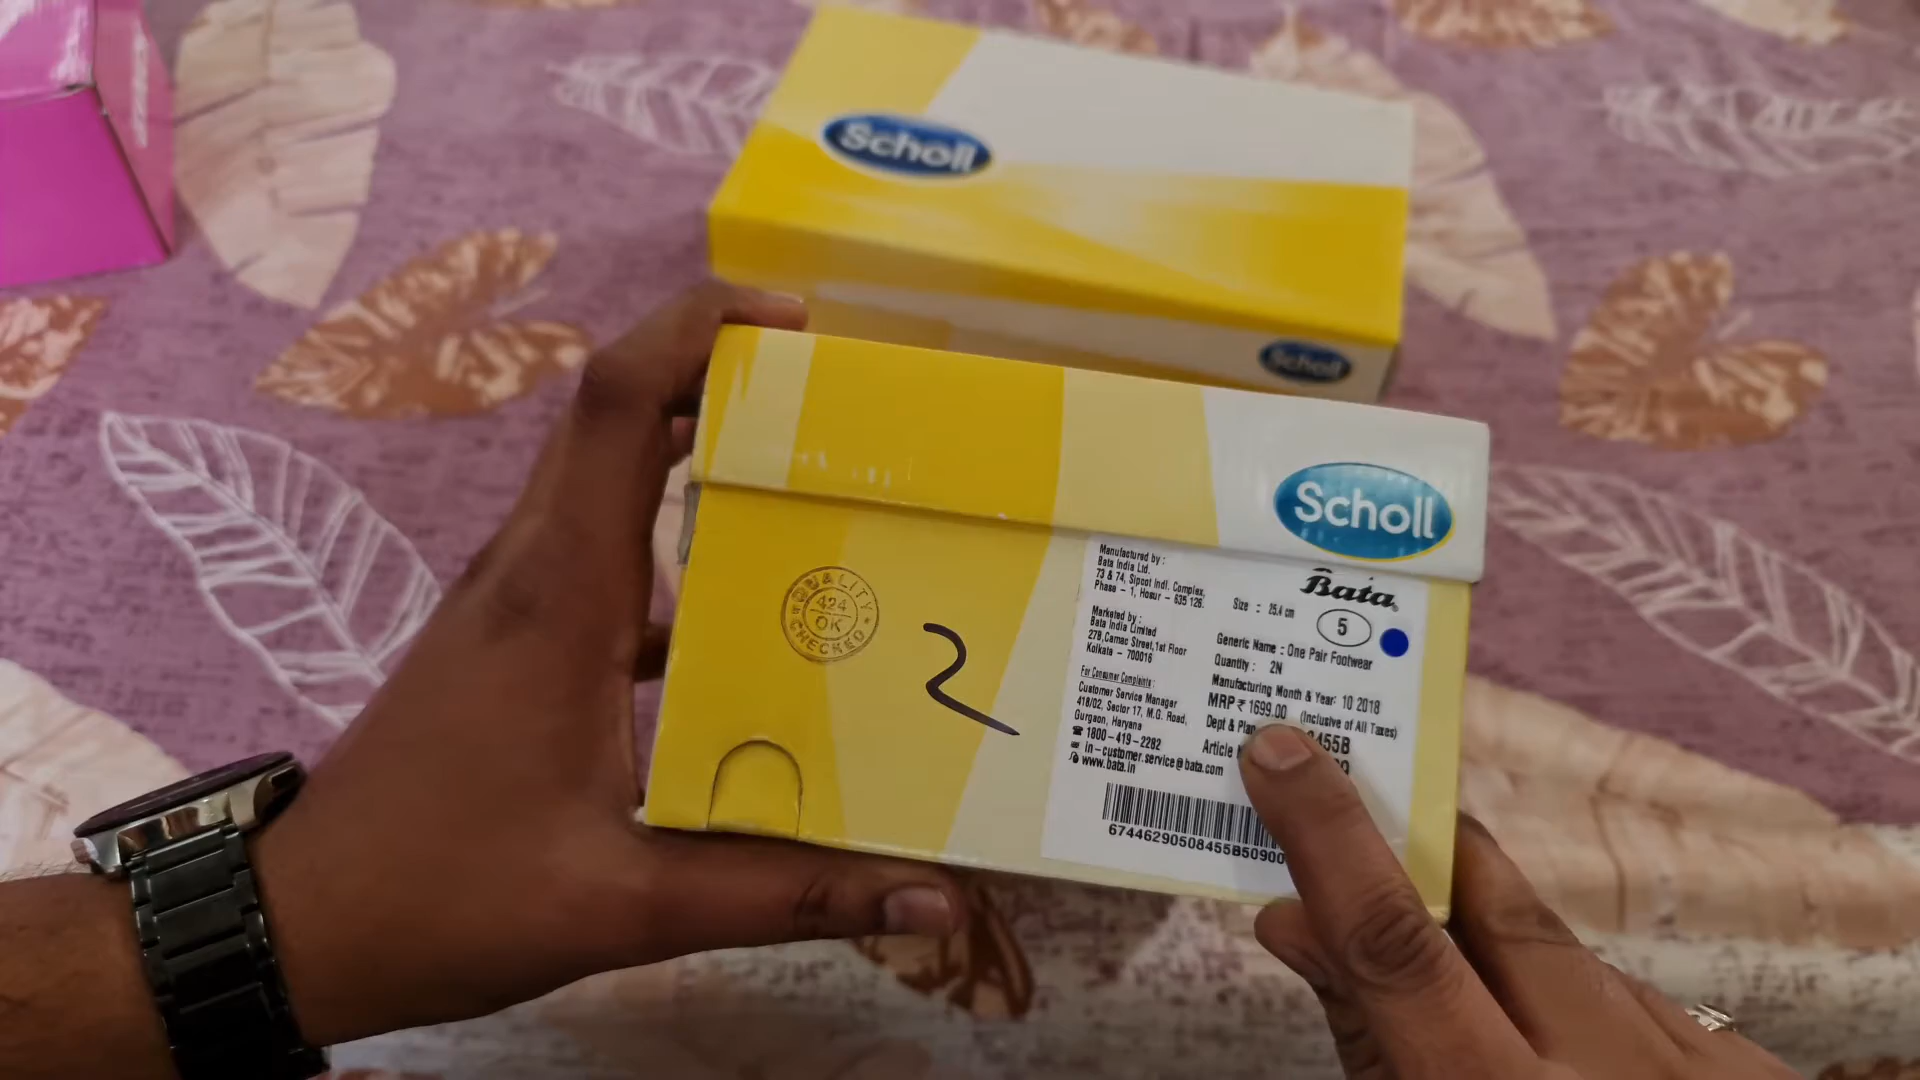 Scholl
Scholl
Scholl
QUALITY
424
OK
CHECKED
2
Manufactured by :
Bata India Ltd.
73 & 74, Sipcot Indl. Complex,
Phase - 1, Hosur - 635 126.
Marketed by :
Bata India Limited
27B, Camac Street, 1st Floor
Kolkata - 700016
For Consumer Complaints :
Customer Service Manager
418/02, Sector 17, M.G. Road,
Gurgaon, Haryana
1800-419-2282
in-customer.service@bata.com
www.bata.in
Bata
Size : 25.4 cm
5
Generic Name : One Pair Footwear
Quantity : 2N
Manufacturing Month & Year: 10 2018
MRP ₹ 1699.00 (Inclusive of All Taxes)
Dept &
455B
Article
67446290508455B50900